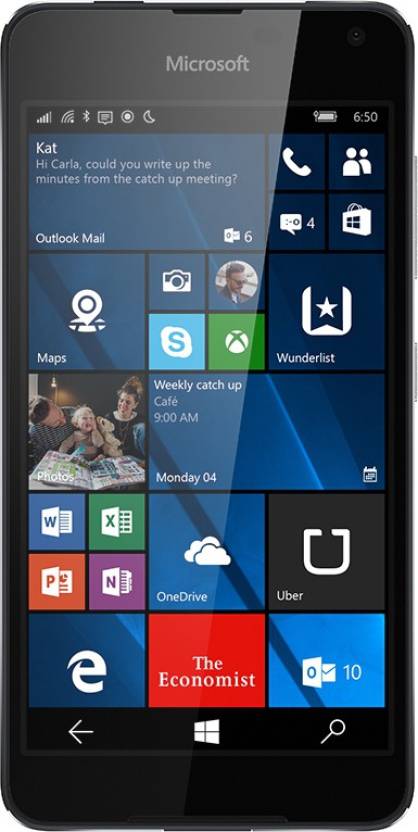 Microsoft
6:50
Kat
Hi Carla, could you write up the
minutes from the catch up meeting?
Outlook Mail
6
:-o 4
Maps
Wunderlist
Weekly catch up
Café
9:00 AM
Photos
Monday 04
W
X
P
N
OneDrive
Uber
The
Economist
10